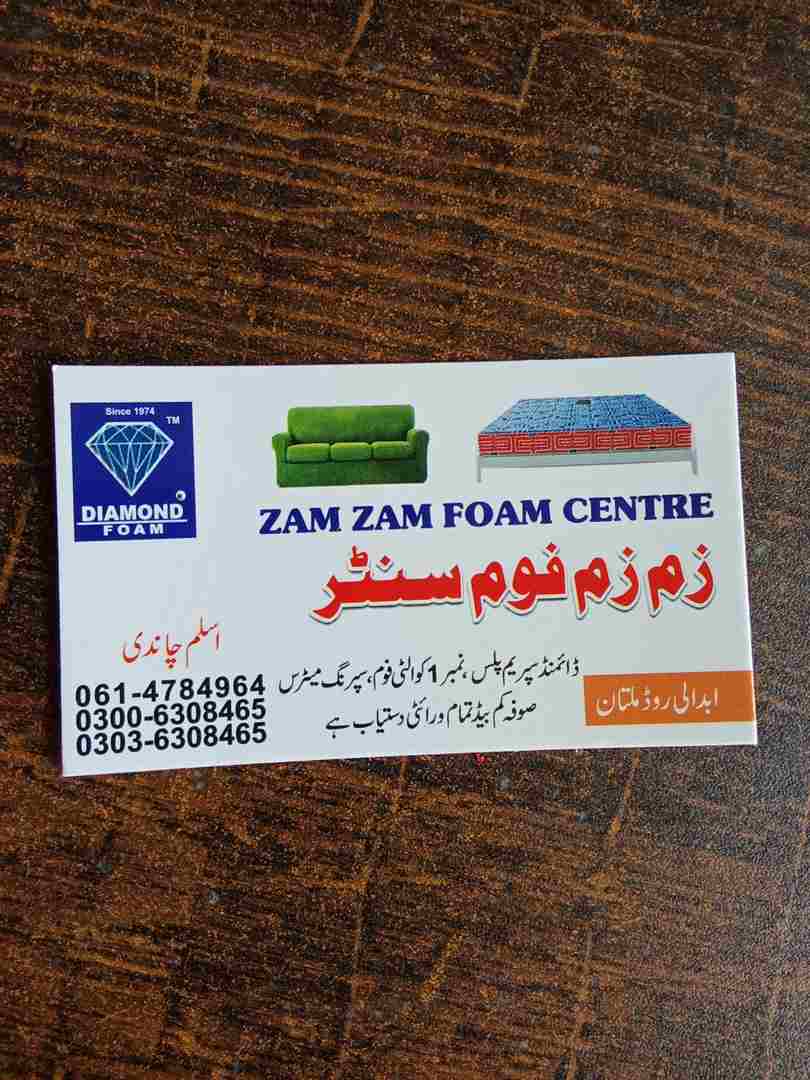 Since 1974
TM
DIAMOND
FOAM
ZAM ZAM FOAM CENTRE
زم زم فوم سنٹر
اسلم چاندی
061-4784964
0300-6308465
0303-6308465
ڈائمنڈ سپریم پلس، نمبر 1 کوالٹی فوم، سپرنگ میٹرس
صوفہ کم بیڈ تمام ورائٹی دستیاب ہے
ابدالی روڈ ملتان